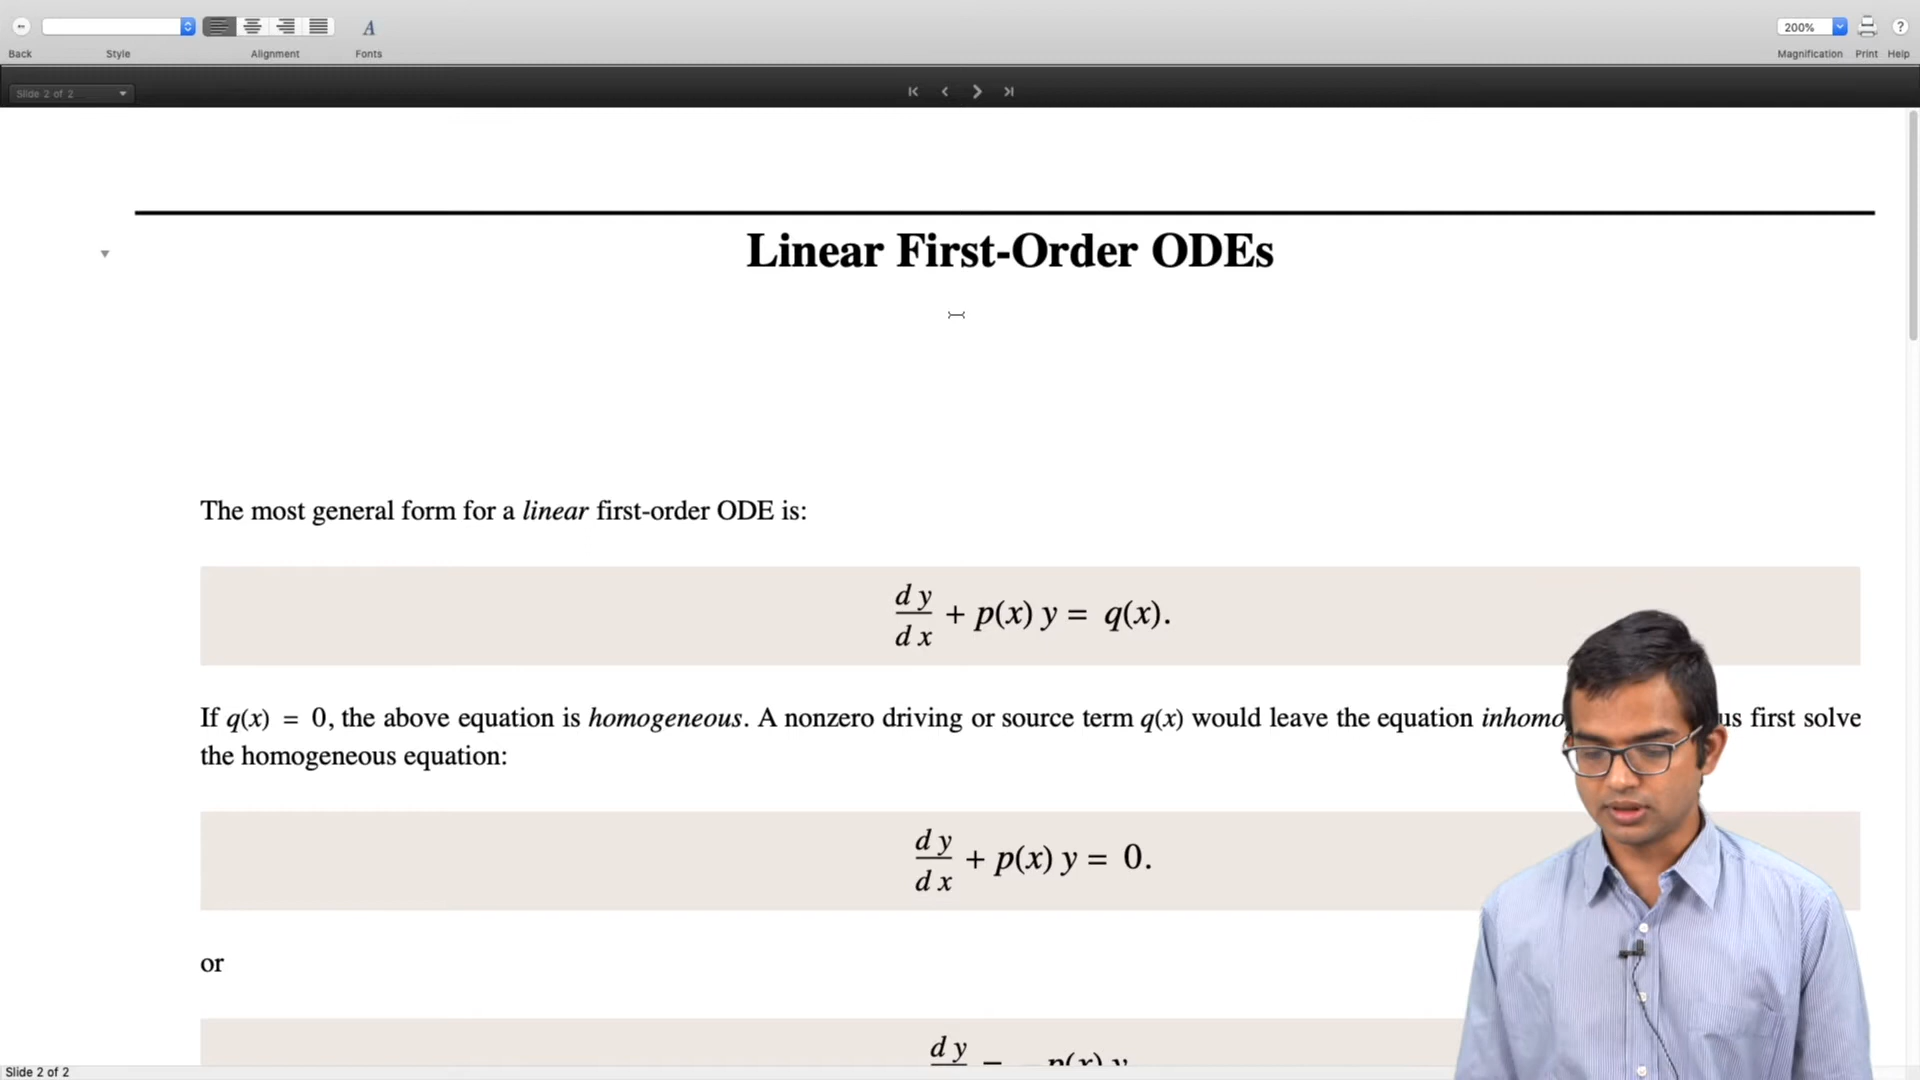 200%
Back Style Alignment Fonts Magnification Print Help
Slide 2 of 2
Linear First-Order ODEs
The most general form for a linear first-order ODE is:
dy/dx + p(x) y = q(x).
If q(x) = 0, the above equation is homogeneous. A nonzero driving or source term q(x) would leave the equation first solve
the homogeneous equation:
dy/dx + p(x) y = 0.
or
dy
= p(x) y
Slide 2 of 2